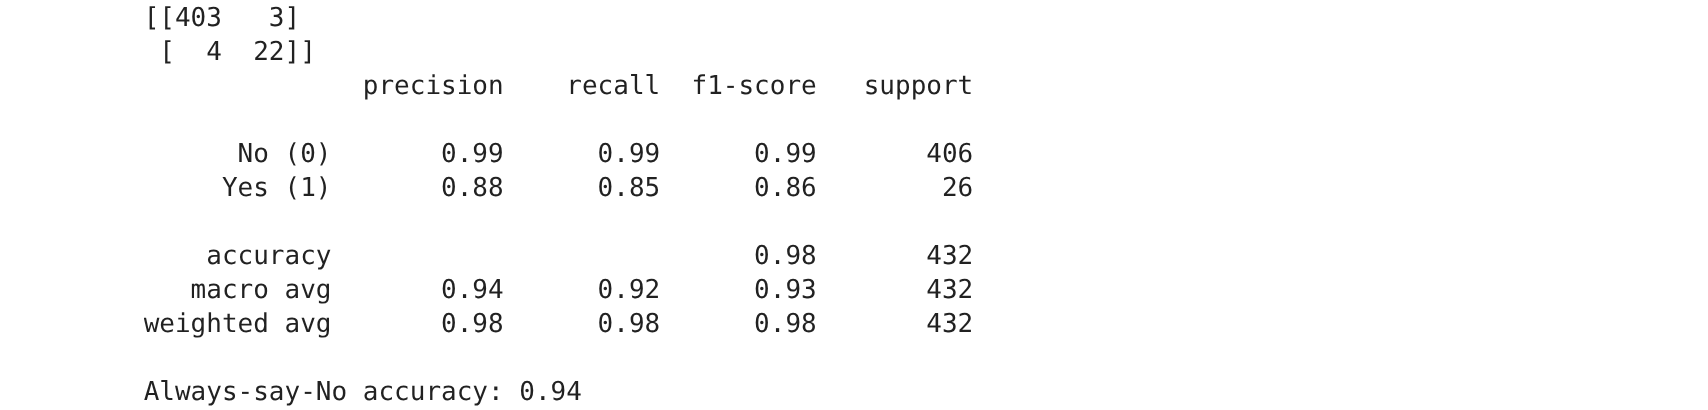 [[403   3]
 [  4  22]]
              precision    recall  f1-score   support

      No (0)       0.99      0.99      0.99       406
     Yes (1)       0.88      0.85      0.86        26

    accuracy                           0.98       432
   macro avg       0.94      0.92      0.93       432
weighted avg       0.98      0.98      0.98       432

Always-say-No accuracy: 0.94